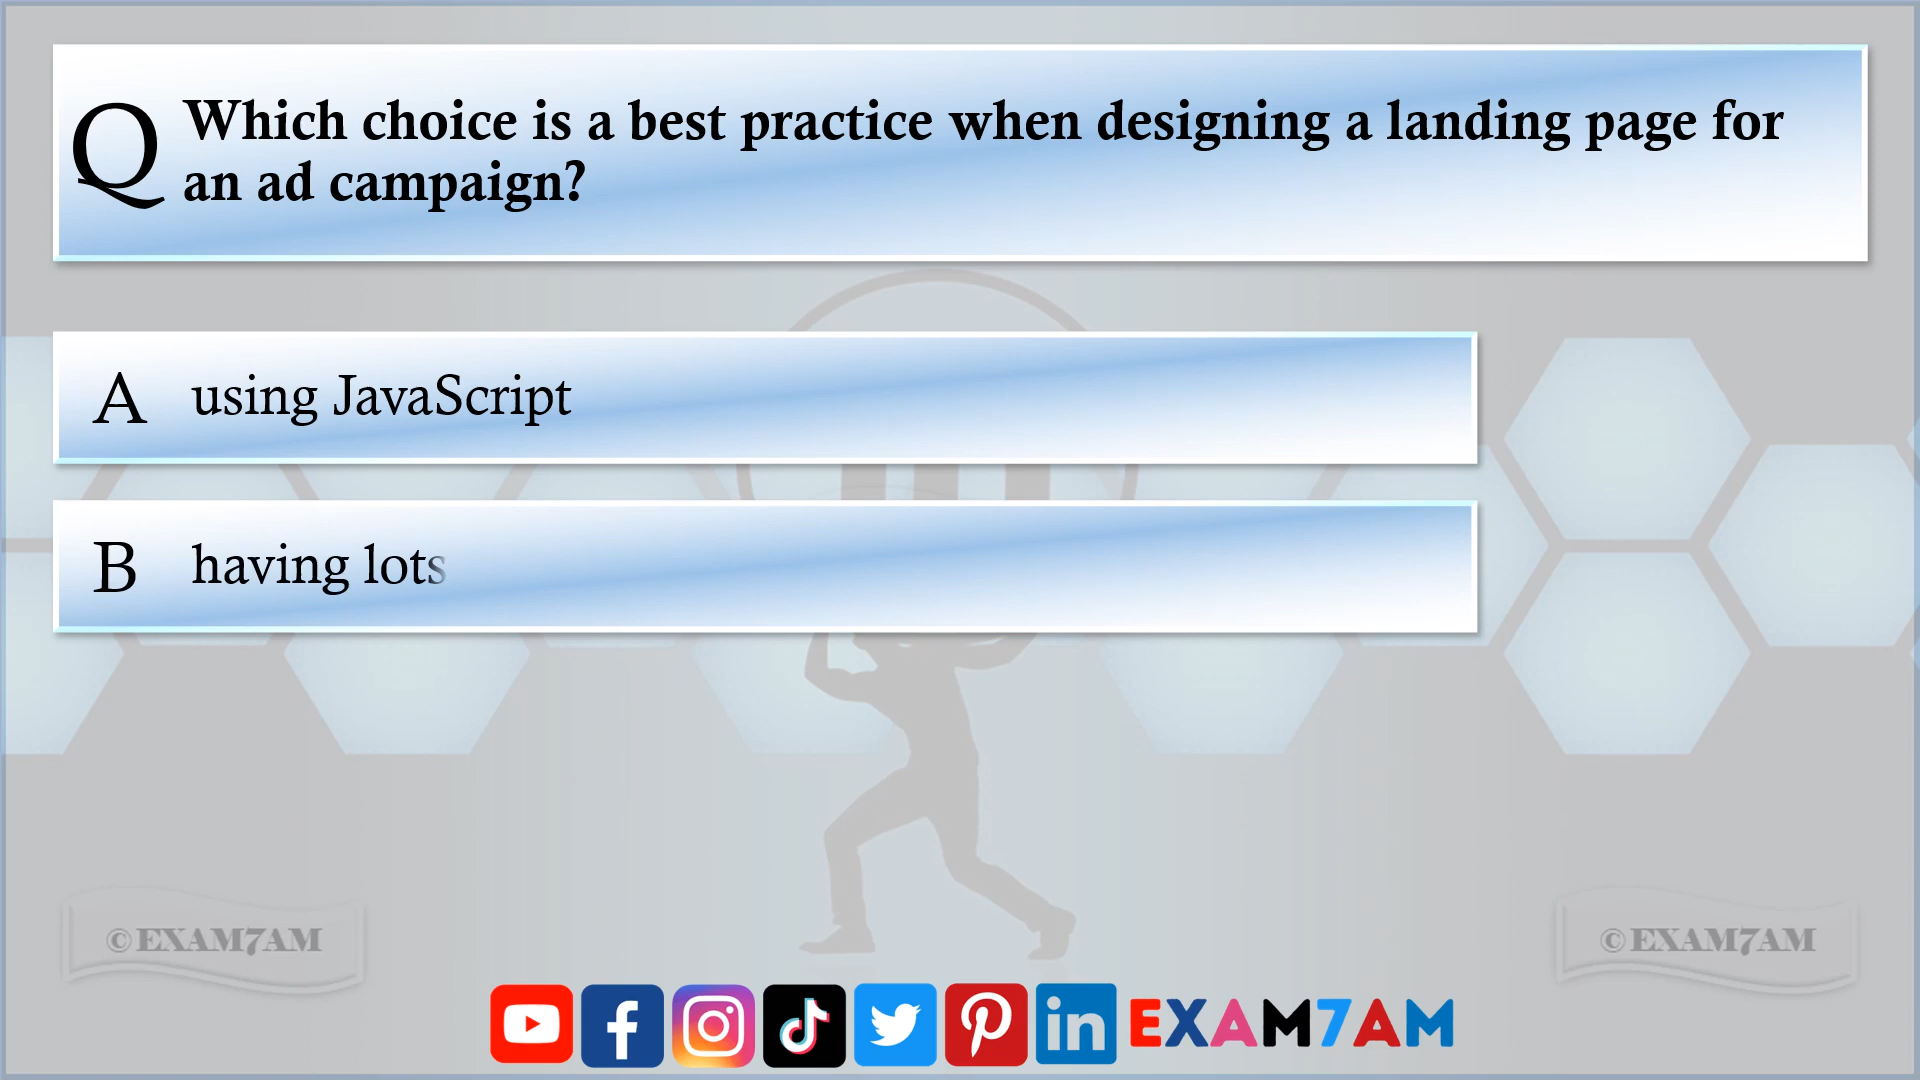 Q Which choice is a best practice when designing a landing page for
an ad campaign?
A using JavaScript
B having lots
© EXAM7AM
© EXAM7AM
EXAM7AM